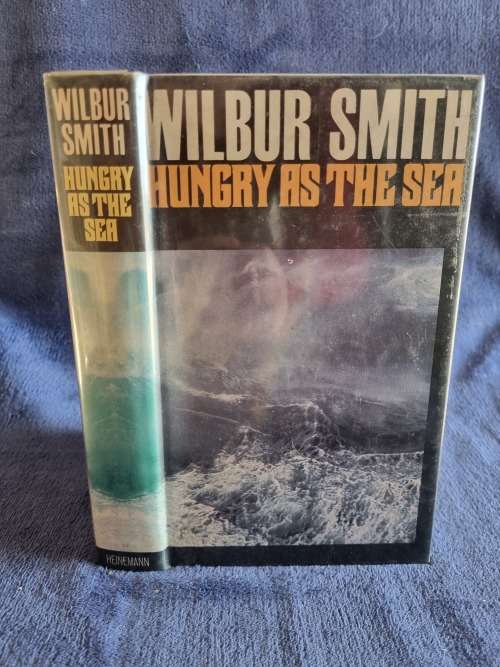 WILBUR
SMITH
HUNGRY
AS THE
SEA
HEINEMANN
WILBUR SMITH
HUNGRY AS THE SEA